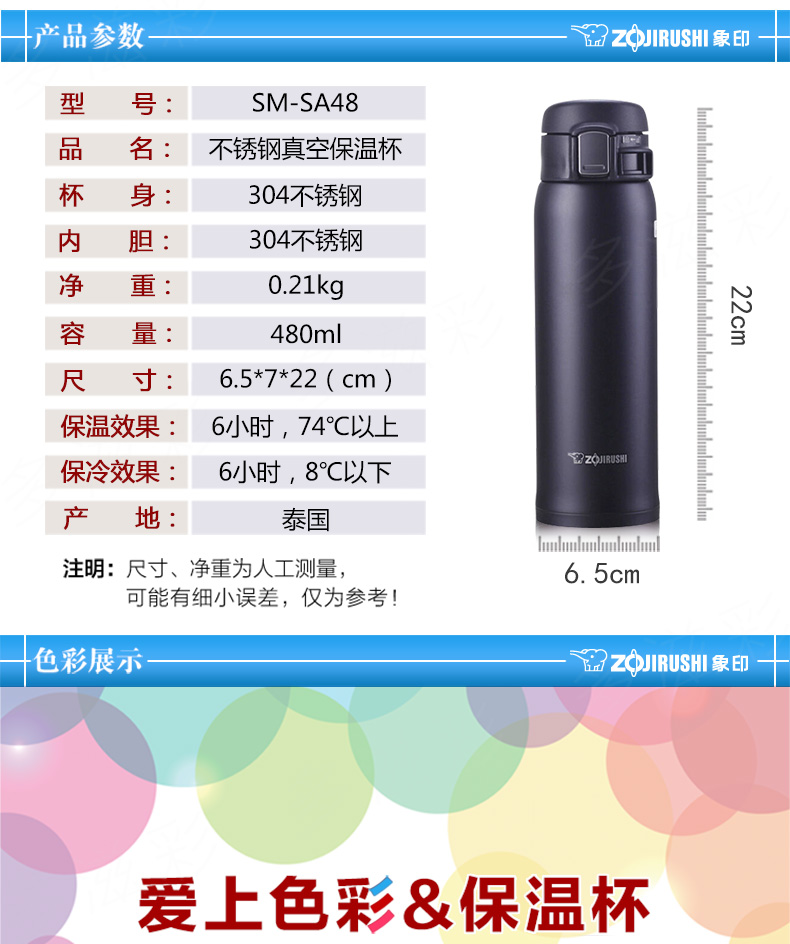 产品参数
ZOJIRUSHI 象印
型 号： SM-SA48
品 名： 不锈钢真空保温杯
杯 身： 304不锈钢
内 胆： 304不锈钢
净 重： 0.21kg
容 量： 480ml
尺 寸： 6.5*7*22（cm）
保温效果： 6小时，74℃以上
保冷效果： 6小时，8℃以下
产 地： 泰国
注明：尺寸、净重为人工测量，
可能有细小误差，仅为参考！
ZOJIRUSHI
22cm
6.5cm
色彩展示
ZOJIRUSHI 象印
爱上色彩&保温杯